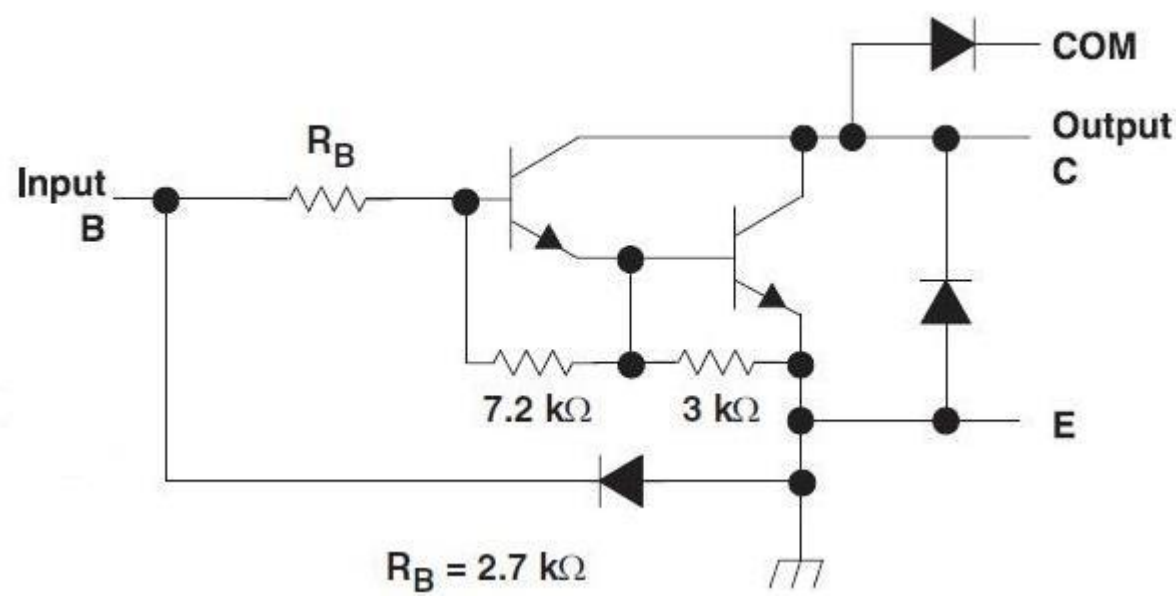 COM
Output
C
R_B
Input
B
7.2 kΩ
3 kΩ
E
R_B = 2.7 kΩ